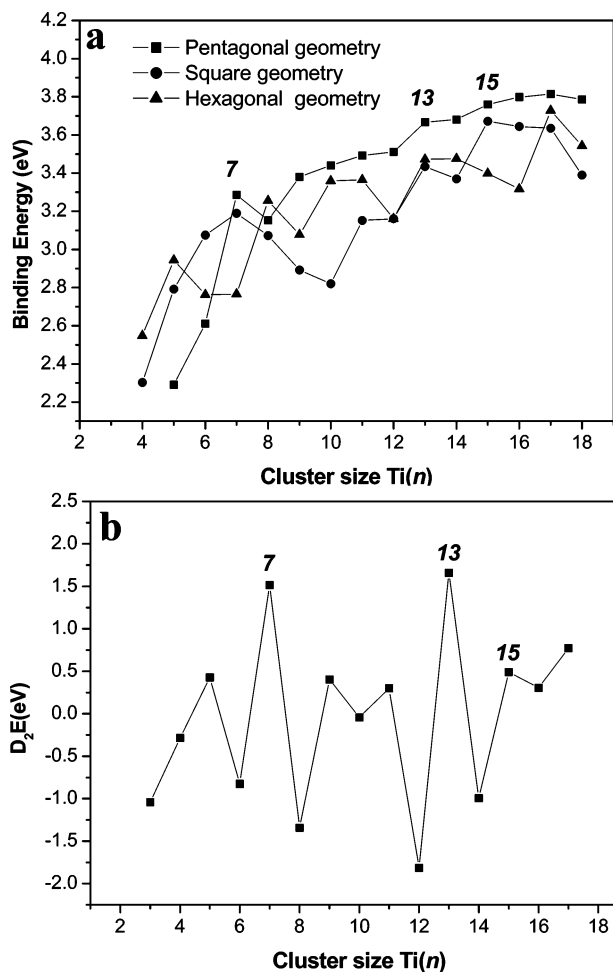 a
Pentagonal geometry
Square geometry
Hexagonal geometry
7
13
15
4.2
4.0
3.8
3.6
3.4
3.2
3.0
2.8
2.6
2.4
2.2
Binding Energy (eV)
2 4 6 8 10 12 14 16 18
Cluster size Ti(n)
b
7
13
15
2.5
2.0
1.5
1.0
0.5
0.0
-0.5
-1.0
-1.5
-2.0
D₂E(eV)
2 4 6 8 10 12 14 16 18
Cluster size Ti(n)